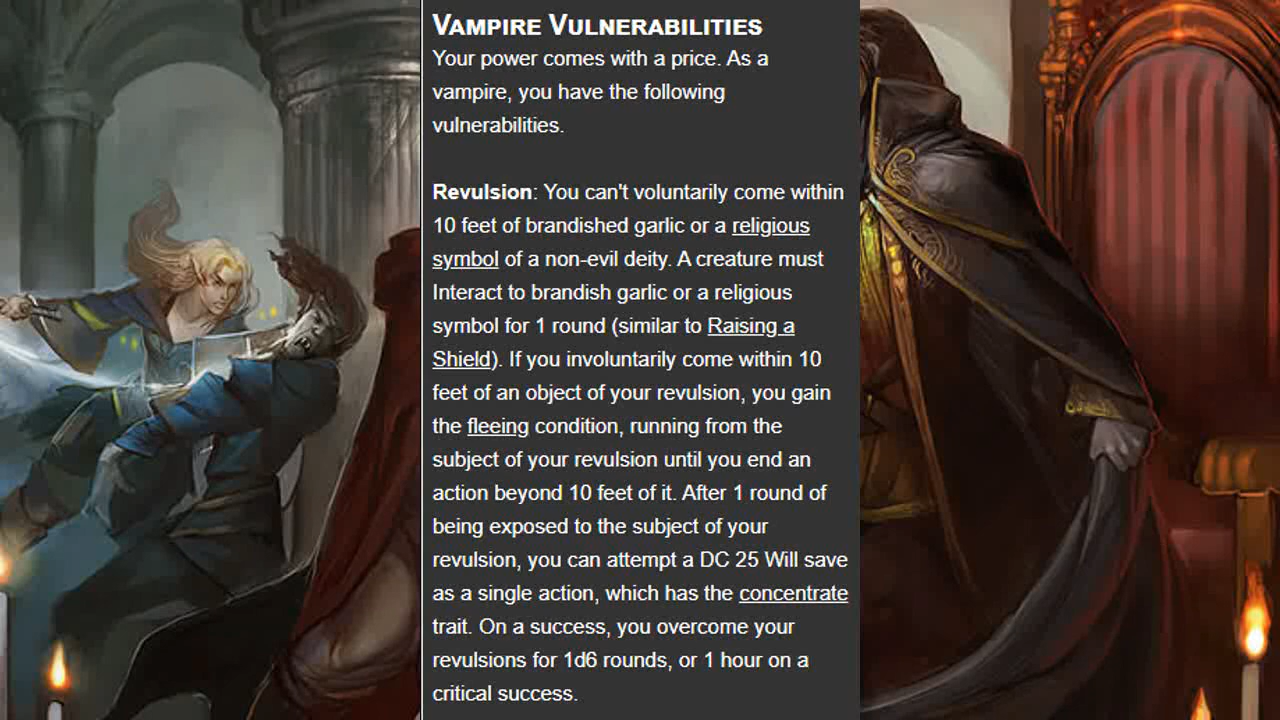 VAMPIRE VULNERABILITIES
Your power comes with a price. As a
vampire, you have the following
vulnerabilities.
Revulsion: You can't voluntarily come within
10 feet of brandished garlic or a religious
symbol of a non-evil deity. A creature must
Interact to brandish garlic or a religious
symbol for 1 round (similar to Raising a
Shield). If you involuntarily come within 10
feet of an object of your revulsion, you gain
the fleeing condition, running from the
subject of your revulsion until you end an
action beyond 10 feet of it. After 1 round of
being exposed to the subject of your
revulsion, you can attempt a DC 25 Will save
as a single action, which has the concentrate
trait. On a success, you overcome your
revulsions for 1d6 rounds, or 1 hour on a
critical success.